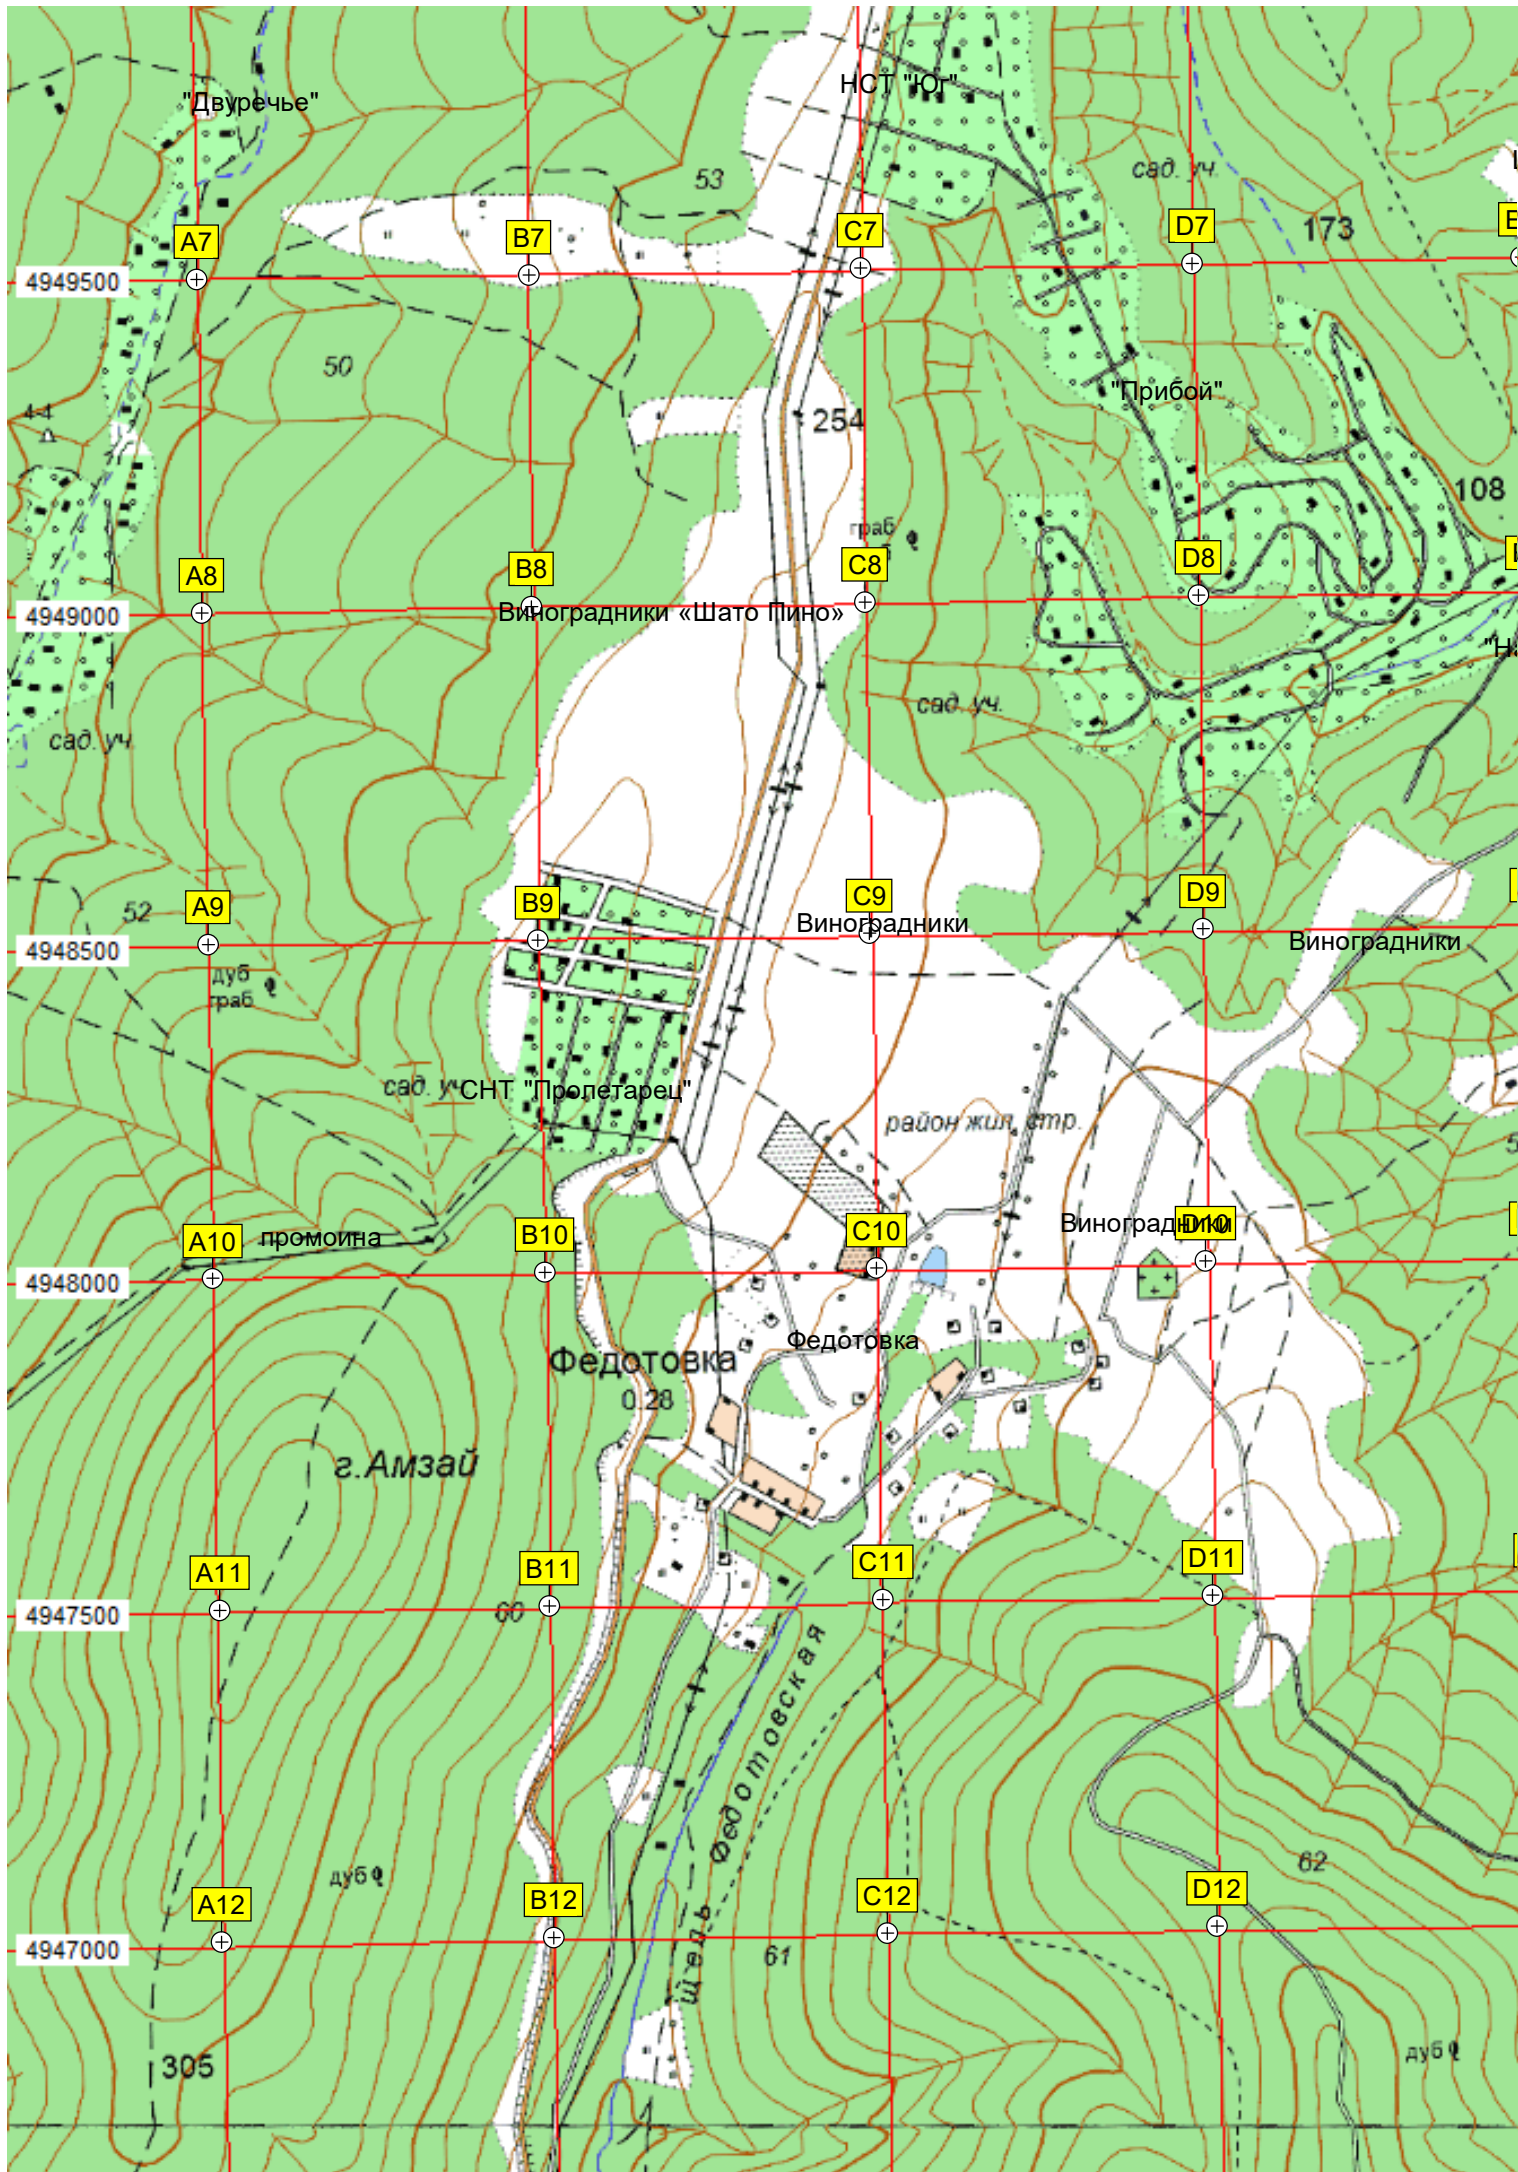 НСТ "Юг"
"Двуречье"
сад. уч.
53
173
A7
B7
C7
D7
4949500
50
"Прибой"
44
254
108
граб
A8
B8
C8
D8
4949000
Виноградники «Шато Пино»
сад. уч.
сад. уч.
52
A9
B9
C9
D9
Виноградники
Виноградники
4948500
дуб
граб
сад. уч.
СНТ "Пролетарец"
район жил. стр.
A10
промоина
B10
C10
Виноградники
D10
4948000
Федотовка
Федотовка
0.28
г.Амзай
A11
B11
C11
D11
4947500
60
Щель Федотовская
62
дуб
A12
B12
C12
D12
4947000
61
305
дуб